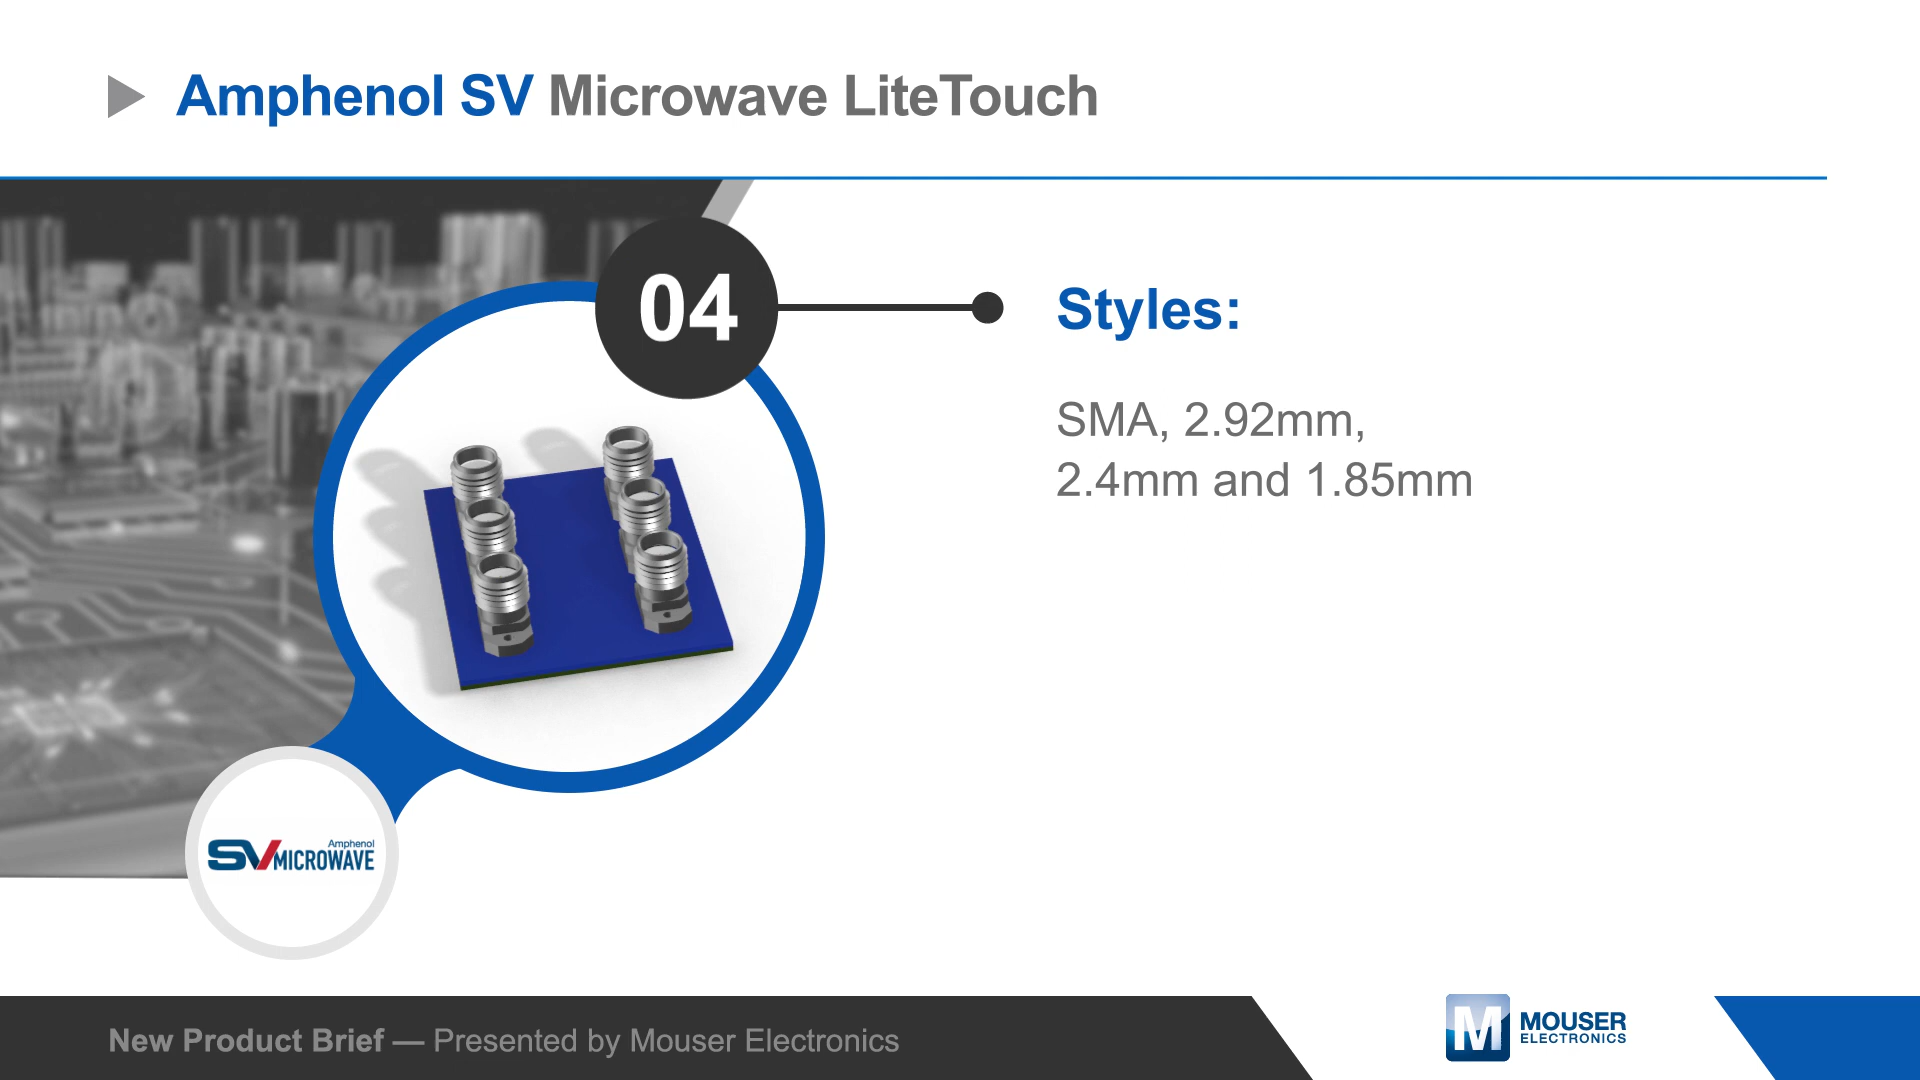 Amphenol SV Microwave LiteTouch
04
Styles:
SMA, 2.92mm,
2.4mm and 1.85mm
Amphenol
SV MICROWAVE
New Product Brief — Presented by Mouser Electronics
M
MOUSER
ELECTRONICS